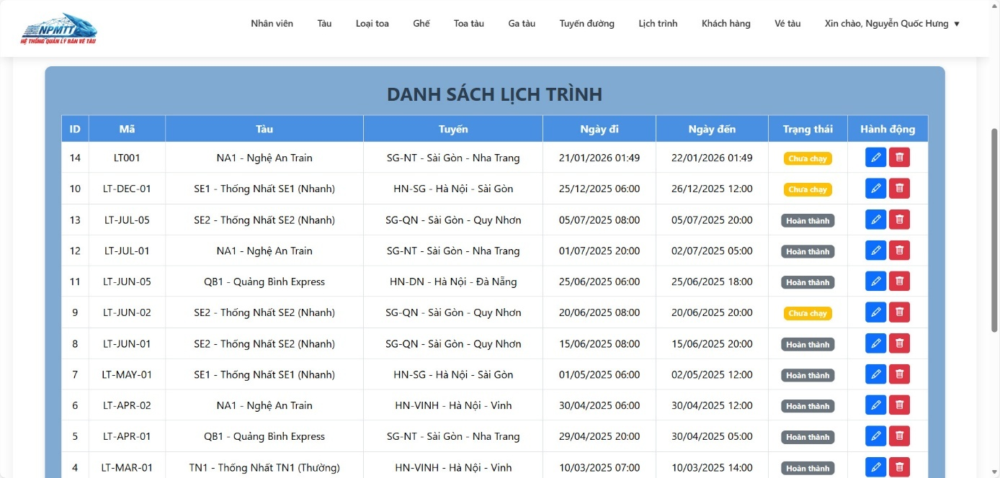 NPMTT
HỆ THỐNG QUẢN LÝ BÁN VÉ TÀU
Nhân viên Tàu Loại toa Ghế Toa tàu Ga tàu Tuyến đường Lịch trình Khách hàng Vé tàu Xin chào, Nguyễn Quốc Hưng ▼
DANH SÁCH LỊCH TRÌNH
ID Mã Tàu Tuyến Ngày đi Ngày đến Trạng thái Hành động
14 LT001 NA1 - Nghệ An Train SG-NT - Sài Gòn - Nha Trang 21/01/2026 01:49 22/01/2026 01:49 Chưa chạy
10 LT-DEC-01 SE1 - Thống Nhất SE1 (Nhanh) HN-SG - Hà Nội - Sài Gòn 25/12/2025 06:00 26/12/2025 12:00 Chưa chạy
13 LT-JUL-05 SE2 - Thống Nhất SE2 (Nhanh) SG-QN - Sài Gòn - Quy Nhơn 05/07/2025 08:00 05/07/2025 20:00 Hoàn thành
12 LT-JUL-01 NA1 - Nghệ An Train SG-NT - Sài Gòn - Nha Trang 01/07/2025 20:00 02/07/2025 05:00 Hoàn thành
11 LT-JUN-05 QB1 - Quảng Bình Express HN-DN - Hà Nội - Đà Nẵng 25/06/2025 06:00 25/06/2025 18:00 Hoàn thành
9 LT-JUN-02 SE2 - Thống Nhất SE2 (Nhanh) SG-QN - Sài Gòn - Quy Nhơn 20/06/2025 08:00 20/06/2025 20:00 Chưa chạy
8 LT-JUN-01 SE2 - Thống Nhất SE2 (Nhanh) SG-QN - Sài Gòn - Quy Nhơn 15/06/2025 08:00 15/06/2025 20:00 Hoàn thành
7 LT-MAY-01 SE1 - Thống Nhất SE1 (Nhanh) HN-SG - Hà Nội - Sài Gòn 01/05/2025 06:00 02/05/2025 12:00 Hoàn thành
6 LT-APR-02 NA1 - Nghệ An Train HN-VINH - Hà Nội - Vinh 30/04/2025 06:00 30/04/2025 12:00 Hoàn thành
5 LT-APR-01 QB1 - Quảng Bình Express SG-NT - Sài Gòn - Nha Trang 29/04/2025 20:00 30/04/2025 05:00 Hoàn thành
4 LT-MAR-01 TN1 - Thống Nhất TN1 (Thường) HN-VINH - Hà Nội - Vinh 10/03/2025 07:00 10/03/2025 14:00 Hoàn thành